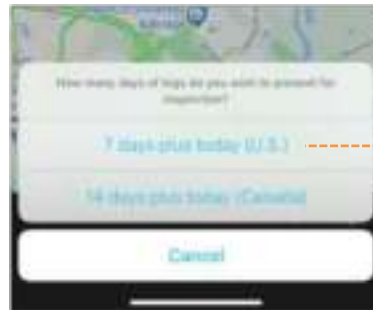 How many days of logs do you want to present for
inspection?
7 days plus today (U.S.)
14 days plus today (Canada)
Cancel